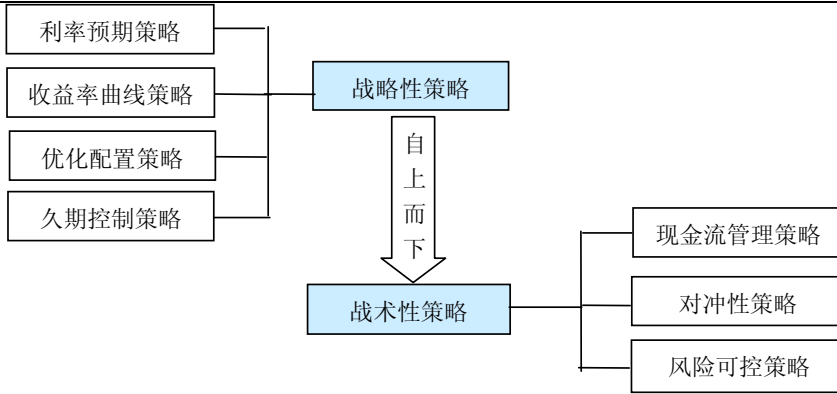 利率预期策略
收益率曲线策略
战略性策略
优化配置策略
久期控制策略
自上而下
现金流管理策略
战术性策略
对冲性策略
风险可控策略